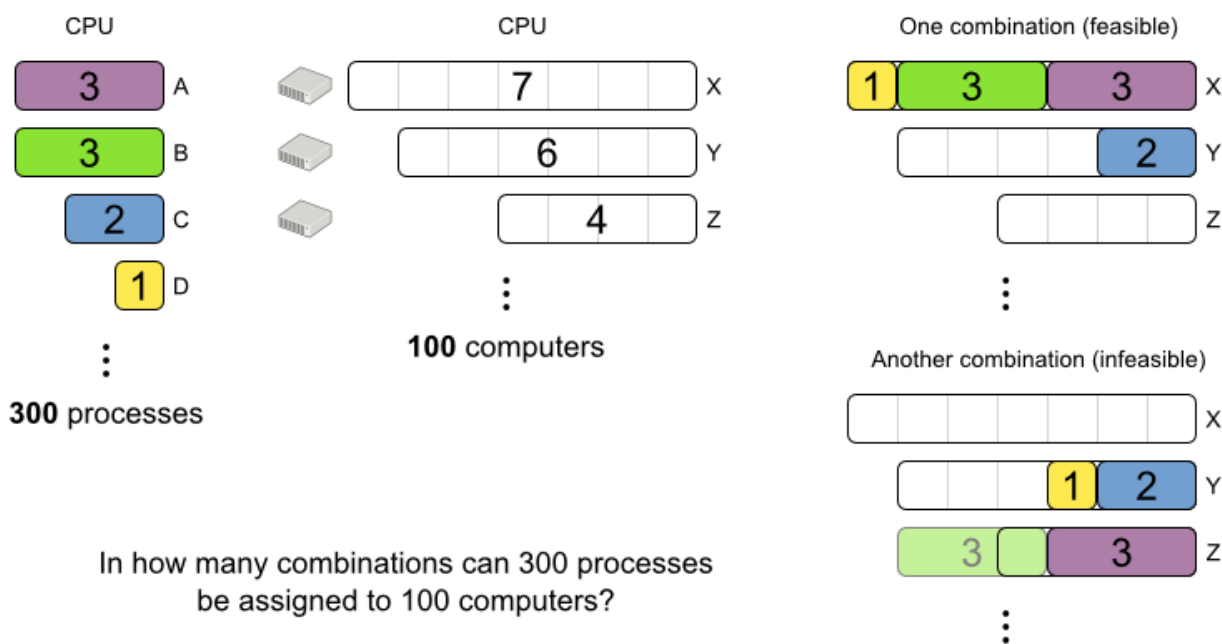 CPU
3 A
3 B
2 C
1 D
300 processes
CPU
7 X
6 Y
4 Z
100 computers
In how many combinations can 300 processes
be assigned to 100 computers?
One combination (feasible)
1 3 3 X
2 Y
Z
Another combination (infeasible)
X
1 2 Y
3 3 Z